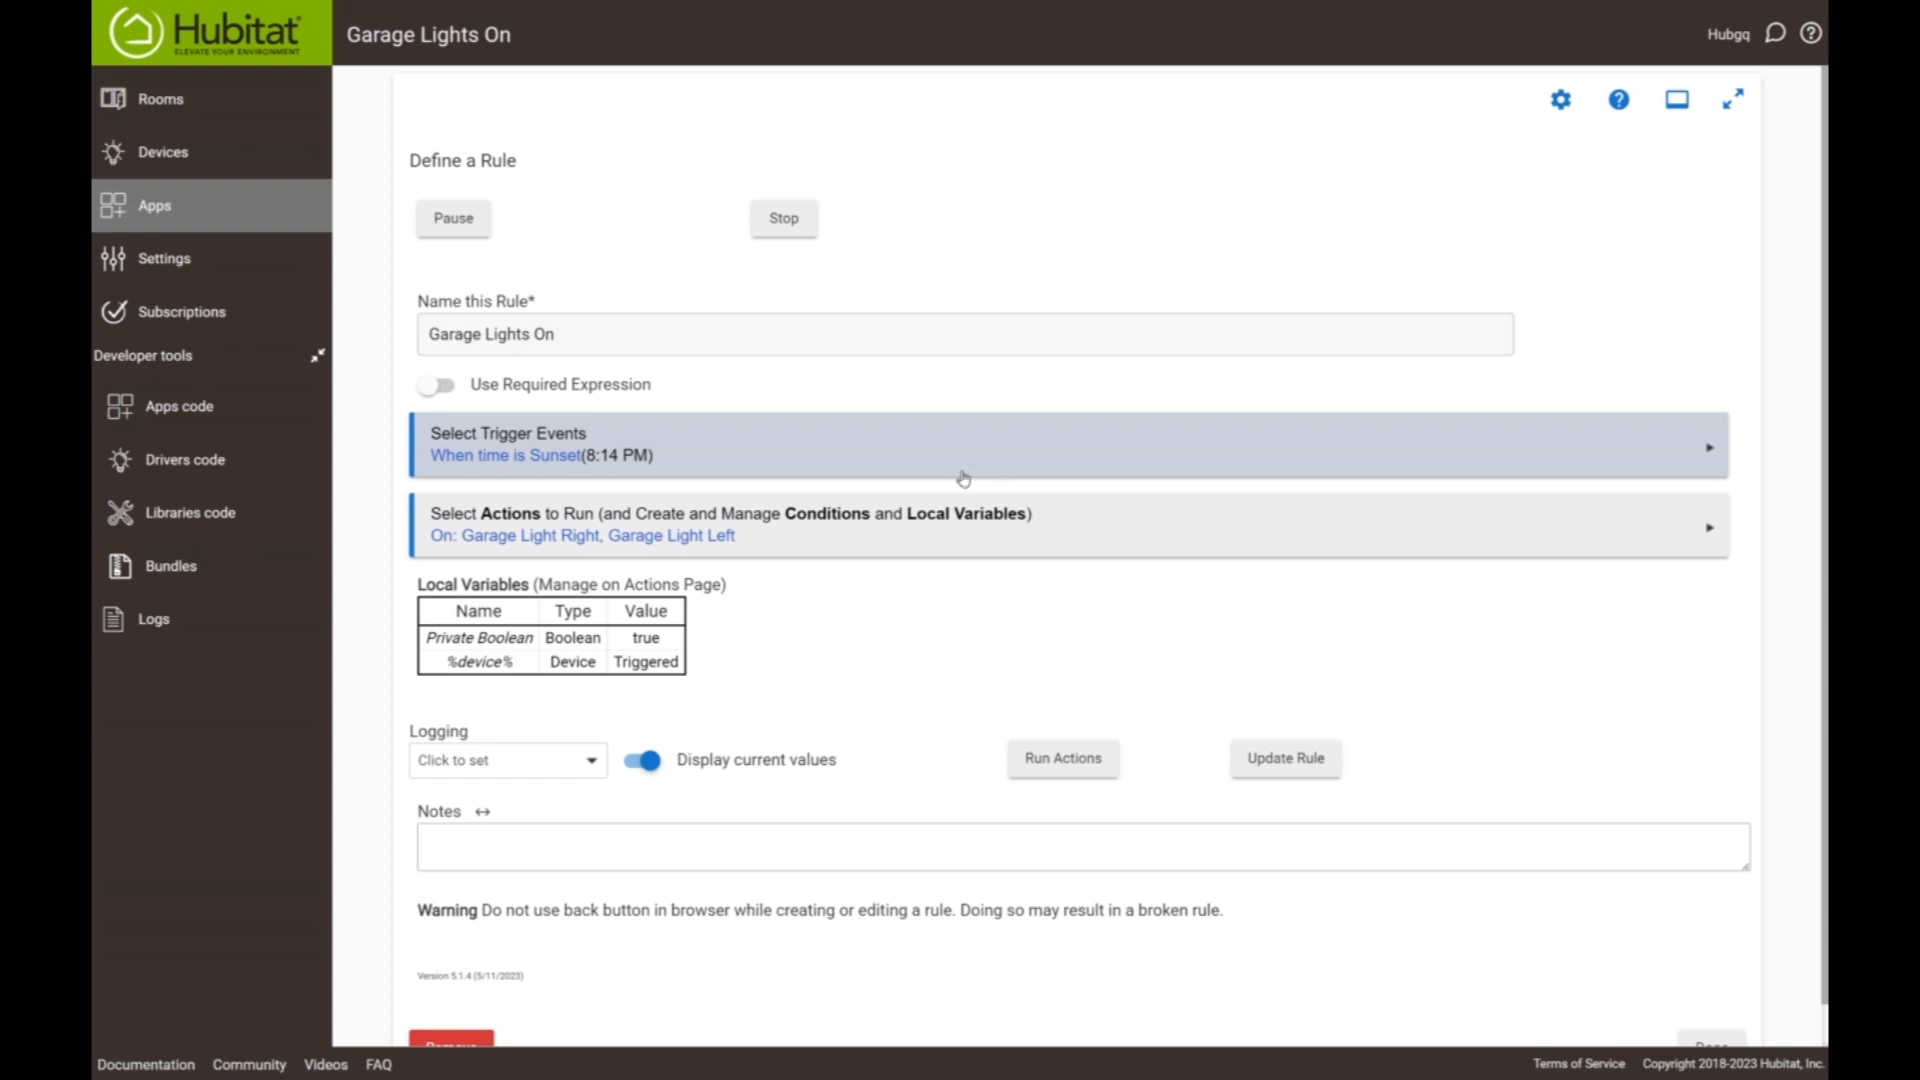 Hubitat
ELEVATE YOUR ENVIRONMENT
Garage Lights On
Hubgq
Rooms
Devices
Apps
Settings
Subscriptions
Developer tools
Apps code
Drivers code
Libraries code
Bundles
Logs
Define a Rule
Pause
Stop
Name this Rule*
Garage Lights On
Use Required Expression
Select Trigger Events
When time is Sunset(8:14 PM)
Select Actions to Run (and Create and Manage Conditions and Local Variables)
On: Garage Light Right, Garage Light Left
Local Variables (Manage on Actions Page)
Name Type Value
Private Boolean Boolean true
%device% Device Triggered
Logging
Click to set
Display current values
Run Actions
Update Rule
Notes
Warning Do not use back button in browser while creating or editing a rule. Doing so may result in a broken rule.
Version 5.1.4 (5/11/2023)
Remove
Done
Documentation
Community
Videos
FAQ
Terms of Service
Copyright 2018-2023 Hubitat, Inc.